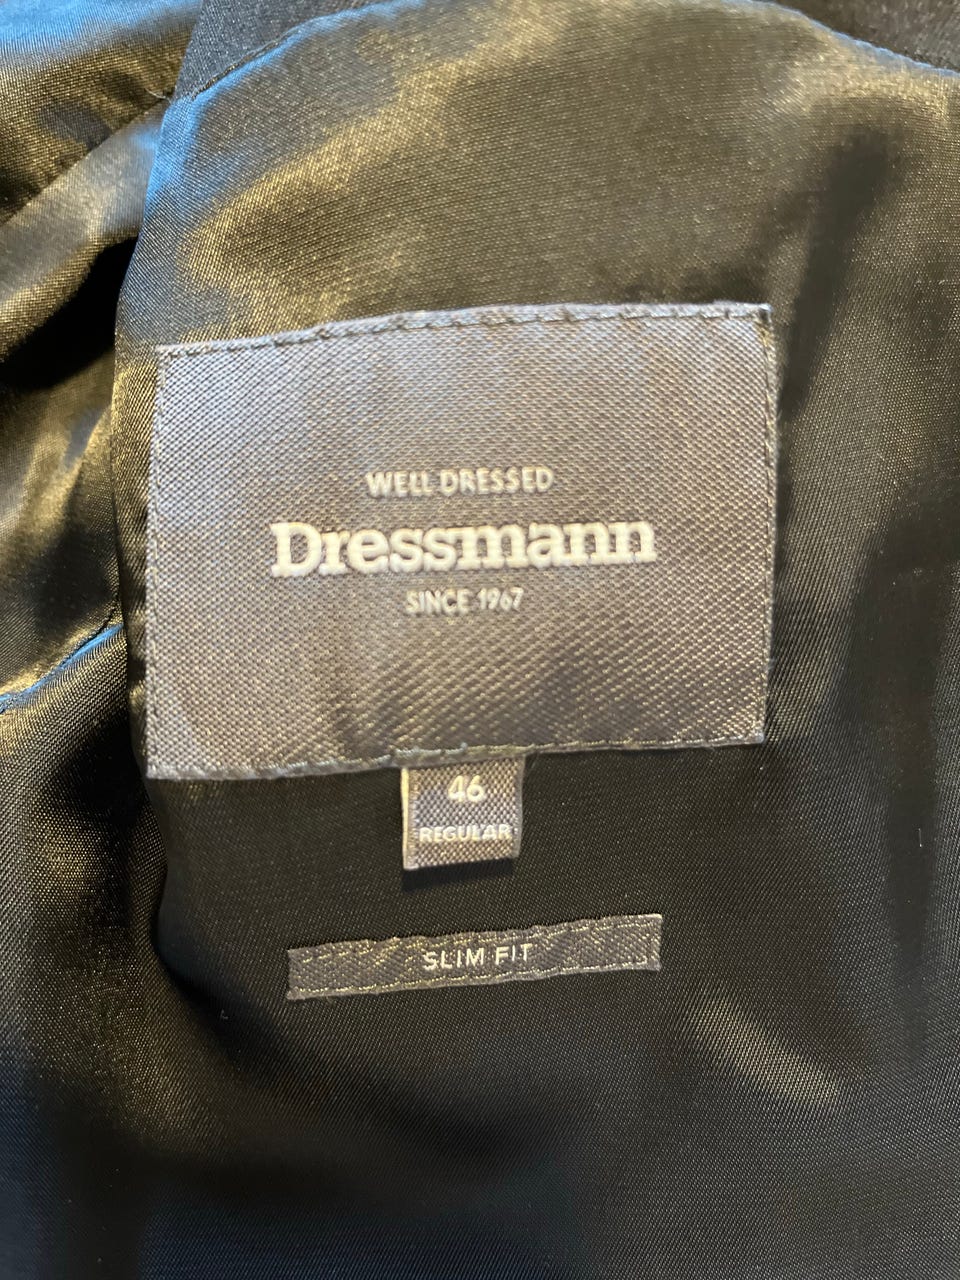 WELL DRESSED
Dressmann
SINCE 1967
46
REGULAR
SLIM FIT